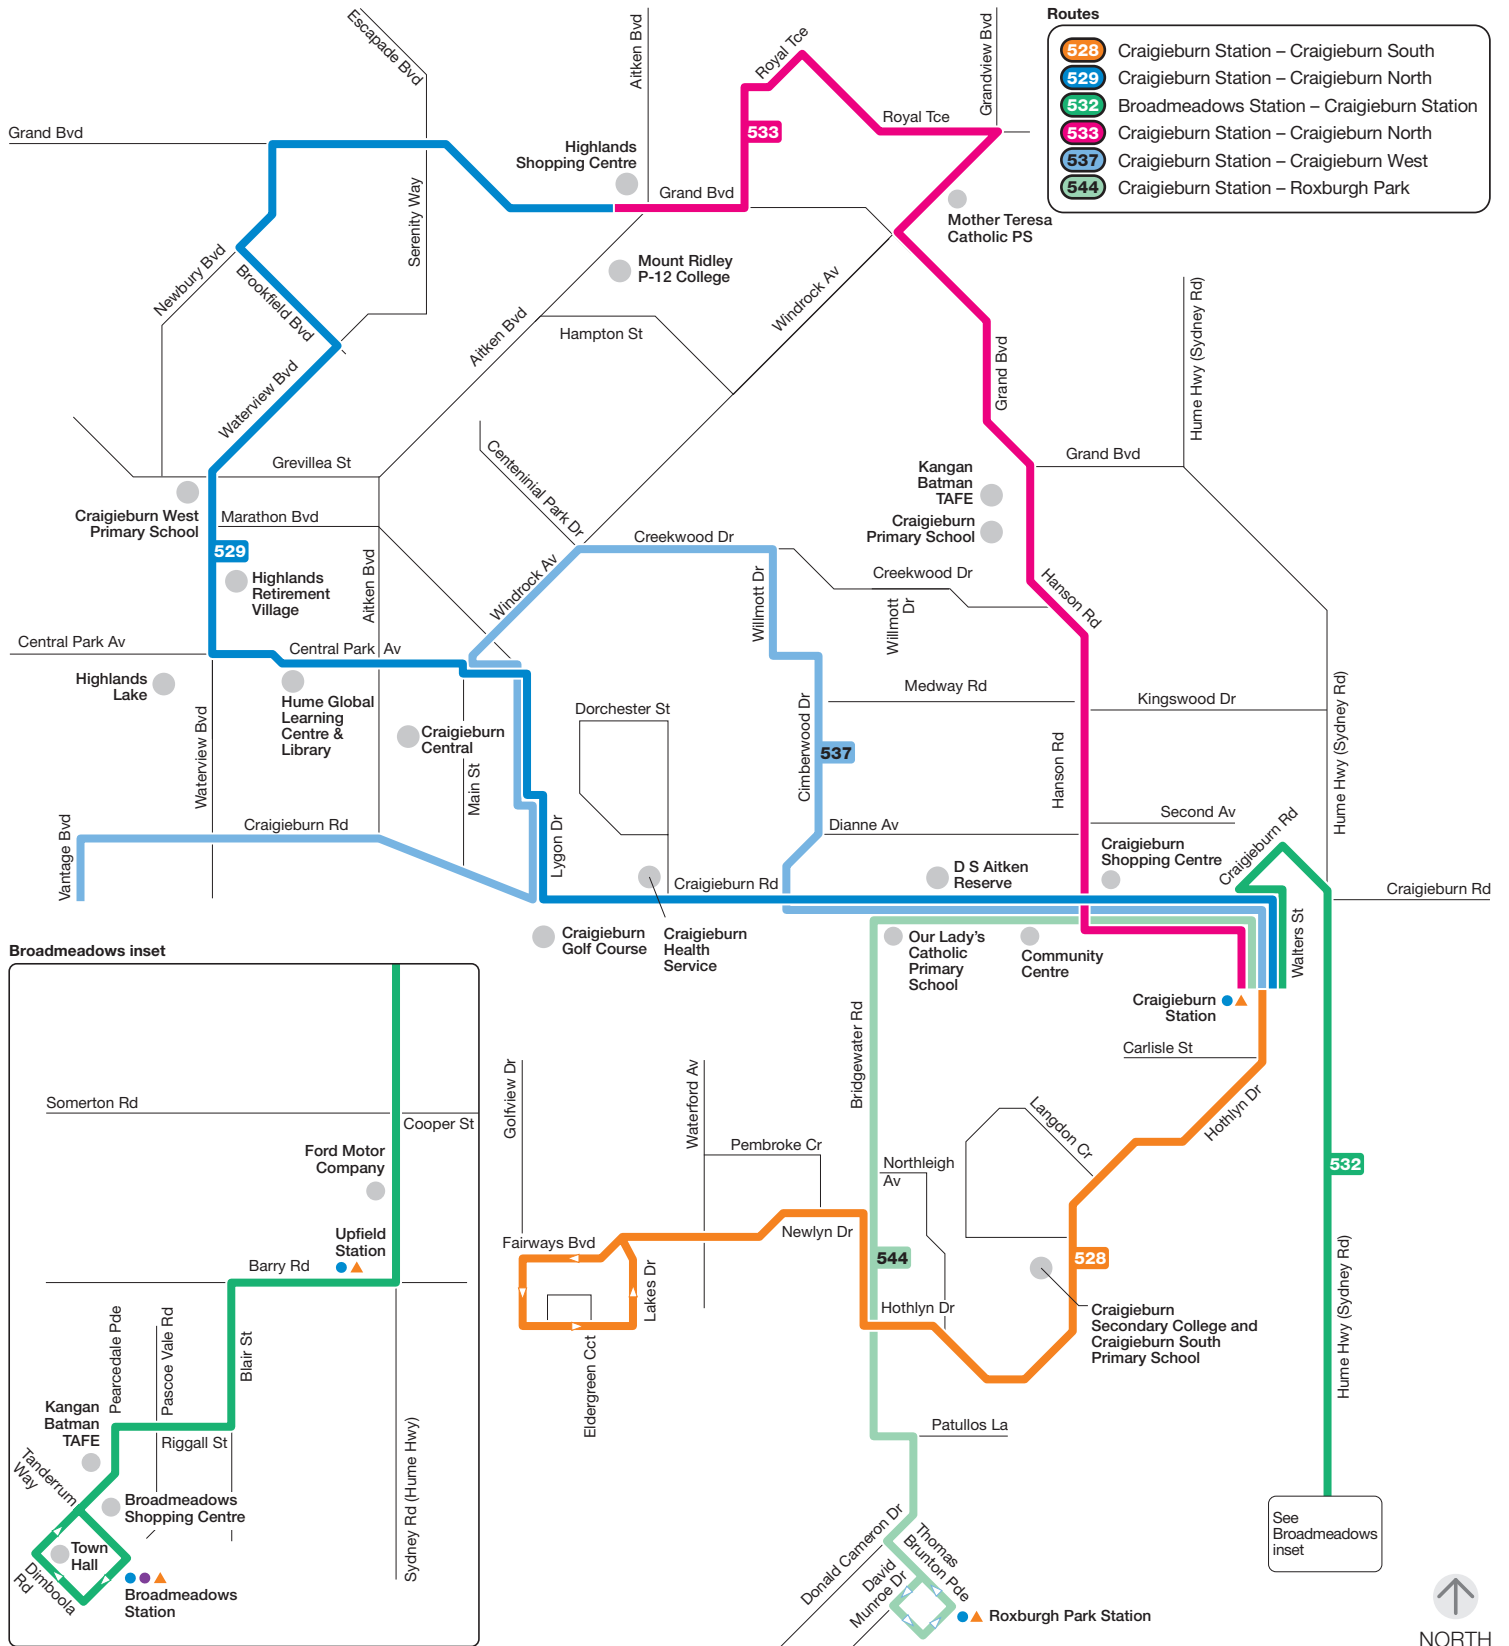 Routes
528 Craigieburn Station – Craigieburn South
529 Craigieburn Station – Craigieburn North
532 Broadmeadows Station – Craigieburn Station
533 Craigieburn Station – Craigieburn North
537 Craigieburn Station – Craigieburn West
544 Craigieburn Station – Roxburgh Park
Escapade Bvd
Aitken Bvd
Royal Tce
Grandview Bvd
Grand Bvd
Highlands
Shopping Centre
533
Royal Tce
Grand Bvd
Serenity Way
Mother Teresa
Catholic PS
Newbury Bvd
Brookfield Bvd
Mount Ridley
P-12 College
Windrock Av
Aitken Bvd
Hampton St
Hume Hwy (Sydney Rd)
Waterview Bvd
Grand Bvd
Grevillea St
Centeninial Park Dr
Grand Bvd
Kangan
Batman
TAFE
Craigieburn
Primary School
Craigieburn West
Primary School
Marathon Bvd
529
Highlands
Retirement
Village
Aitken Bvd
Windrock Av
Creekwood Dr
Willmott Dr
Creekwood Dr
Willmott
Dr
Hanson Rd
Central Park Av
Central Park Av
Highlands
Lake
Hume Global
Learning
Centre &
Library
Waterview Bvd
Craigieburn
Central
Main St
Dorchester St
Medway Rd
Kingswood Dr
Cimberwood Dr
537
Hanson Rd
Hume Hwy (Sydney Rd)
Vantage Bvd
Craigieburn Rd
Lygon Dr
Dianne Av
Second Av
Craigieburn
Shopping Centre
Craigieburn Rd
D S Aitken
Reserve
Craigieburn Rd
Craigieburn Rd
Craigieburn
Golf Course
Craigieburn
Health
Service
Our Lady's
Catholic
Primary
School
Community
Centre
Walters St
Craigieburn
Station
Carlisle St
Bridgewater Rd
Golfview Dr
Waterford Av
Pembroke Cr
Northleigh
Av
Langdon Cr
Hothlyn Dr
532
Newlyn Dr
Fairways Bvd
Lakes Dr
544
528
Hothlyn Dr
Eldergreen Cct
Craigieburn
Secondary College and
Craigieburn South
Primary School
Hume Hwy (Sydney Rd)
Patullos La
Donald Cameron Dr
Thomas
Brunton Pde
David
Munroe Dr
Roxburgh Park Station
See
Broadmeadows
inset
NORTH
Broadmeadows inset
Somerton Rd
Cooper St
Ford Motor
Company
Upfield
Station
Barry Rd
Pearcedale Pde
Pascoe Vale Rd
Blair St
Kangan
Batman
TAFE
Riggall St
Tanderrum
Way
Sydney Rd (Hume Hwy)
Broadmeadows
Shopping Centre
Town
Hall
Dimboola
Rd
Broadmeadows
Station